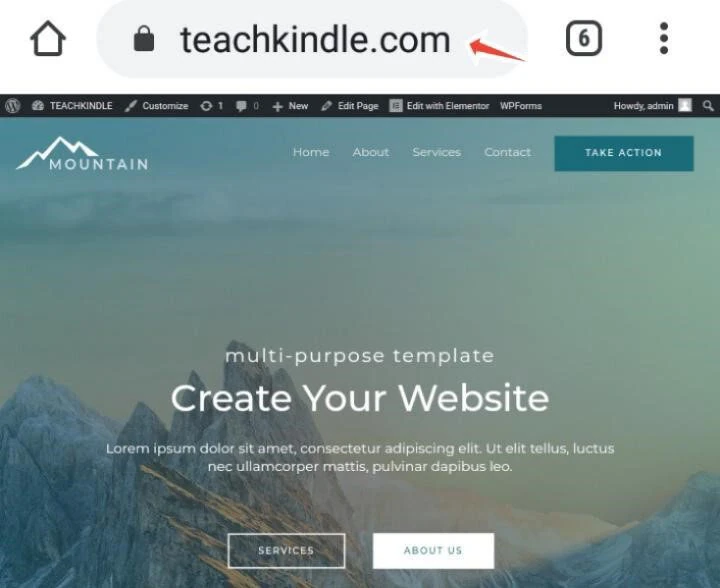 teachkindle.com
6
TEACHKINDLE Customize 1 0 New Edit Page Edit with Elementor WPForms Howdy, admin
MOUNTAIN
Home About Services Contact TAKE ACTION
multi-purpose template
Create Your Website
Lorem ipsum dolor sit amet, consectetur adipiscing elit. Ut elit tellus, luctus
nec ullamcorper mattis, pulvinar dapibus leo.
SERVICES ABOUT US